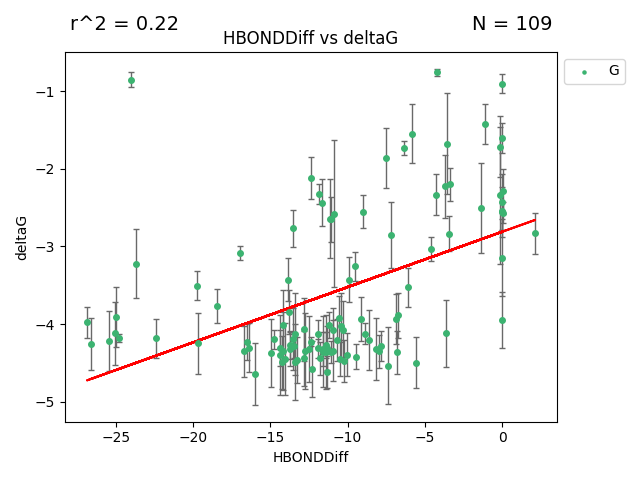 r^2 = 0.22
N = 109
HBONDDiff vs deltaG
G
deltaG
−1
−2
−3
−4
−5
−25
−20
−15
−10
−5
0
HBONDDiff